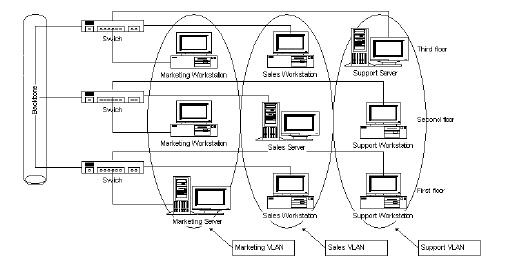 Switch
Marketing Workstation
Sales Workstation
Support Server
Third floor
Backbone
Switch
Marketing Workstation
Sales Server
Support Workstation
Second floor
Switch
Marketing Server
Sales Workstation
Support Workstation
First floor
Marketing VLAN
Sales VLAN
Support VLAN